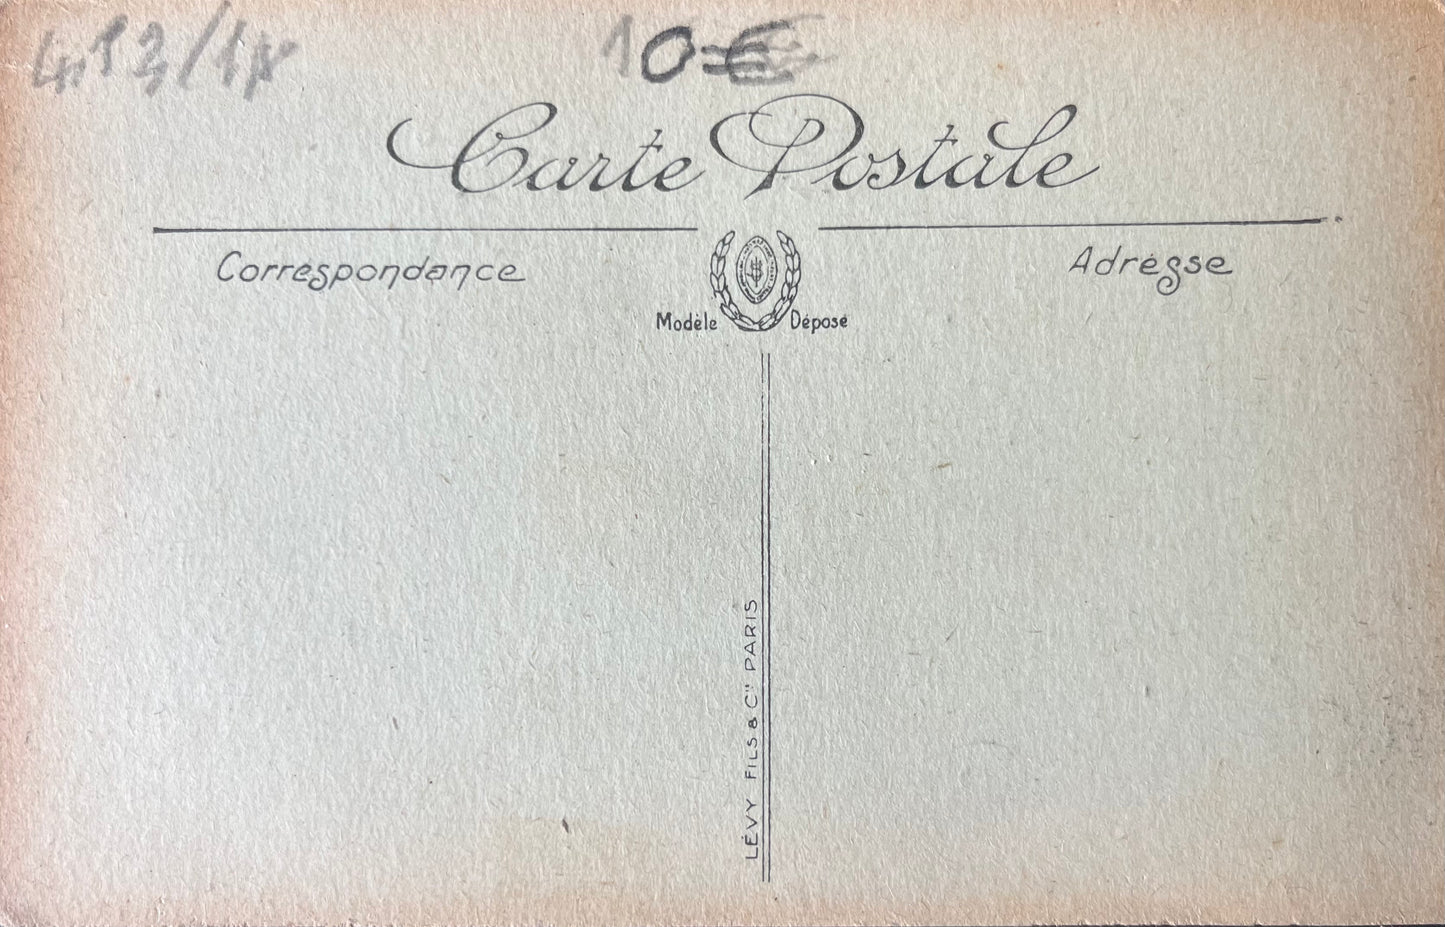 10€
Carte Postale
Correspondance
Adresse
Modèle Déposé
LÉVY FILS & Cie PARIS